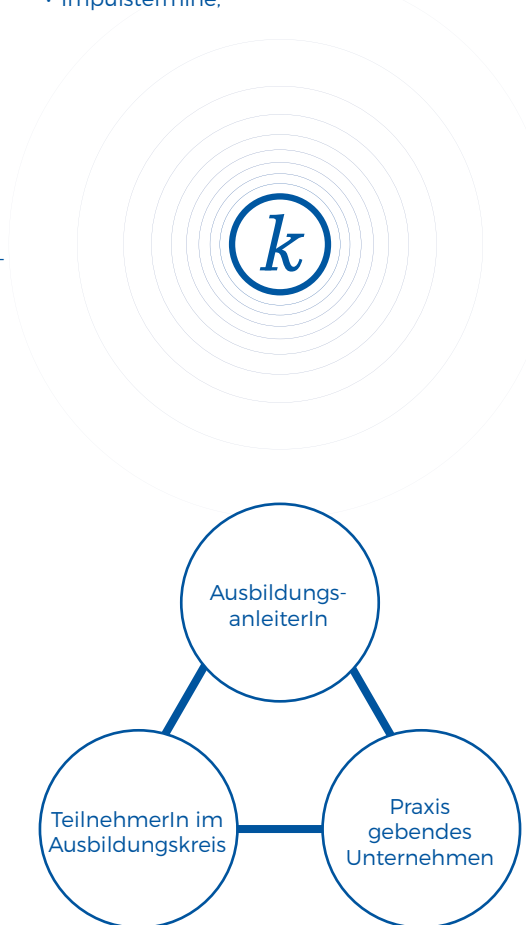 • Impulstermine,
k
Ausbildungs-
anleiterIn
TeilnehmerIn im
Ausbildungskreis
Praxis
gebendes
Unternehmen